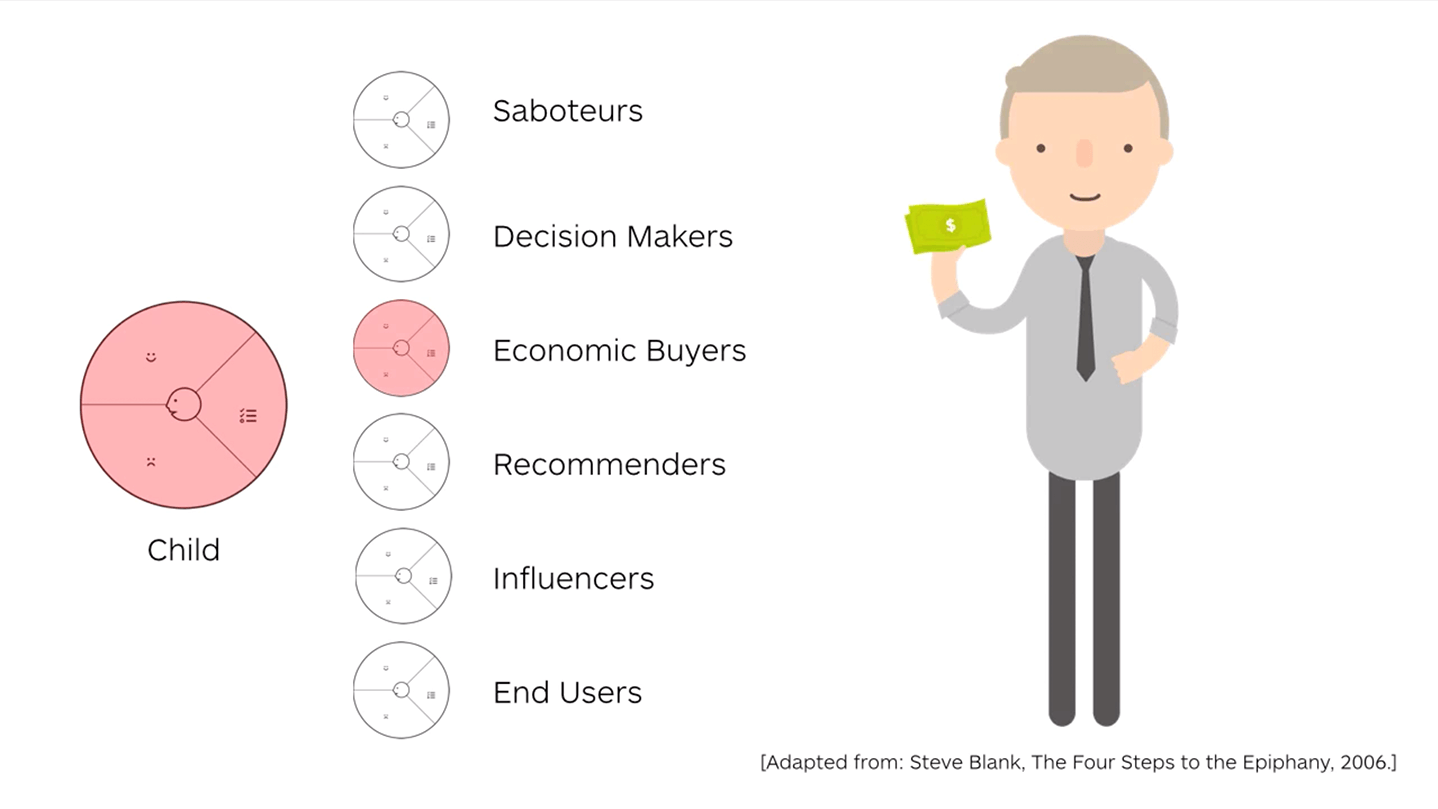 Saboteurs
Decision Makers
Economic Buyers
Recommenders
Influencers
End Users
Child
$
[Adapted from: Steve Blank, The Four Steps to the Epiphany, 2006.]